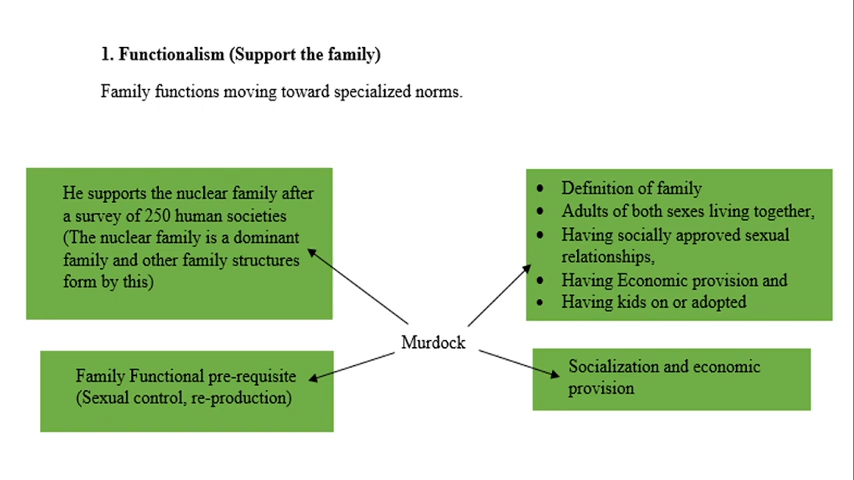 1. Functionalism (Support the family)
Family functions moving toward specialized norms.
He supports the nuclear family after
a survey of 250 human societies
(The nuclear family is a dominant
family and other family structures
form by this)
• Definition of family
• Adults of both sexes living together,
• Having socially approved sexual
relationships,
• Having Economic provision and
• Having kids on or adopted
Murdock
Family Functional pre-requisite
(Sexual control, re-production)
Socialization and economic
provision